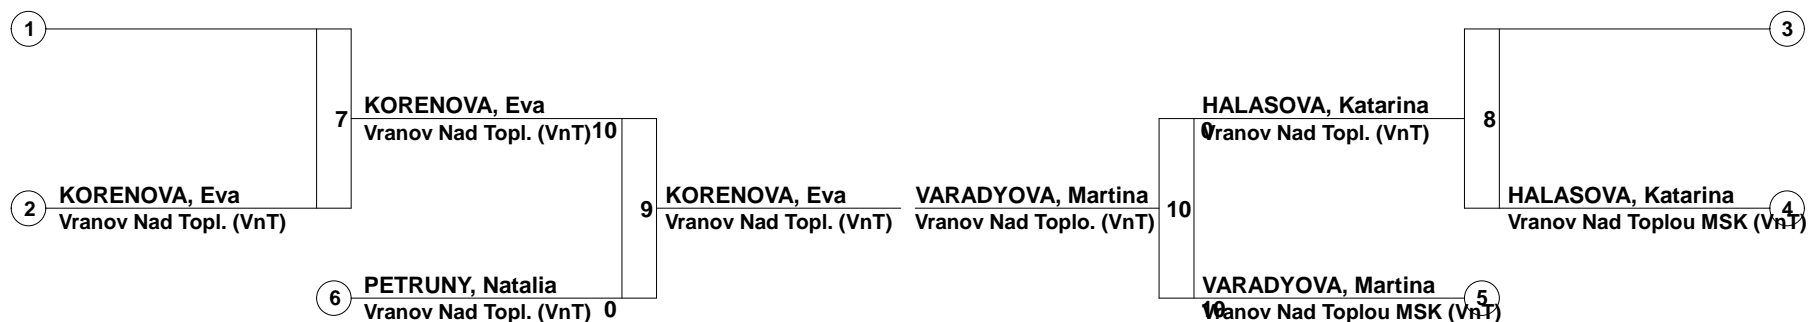 1
3
KORENOVA, Eva
Vranov Nad Topl. (VnT) 10
7
HALASOVA, Katarina
0 Vranov Nad Topl. (VnT)
8
2
KORENOVA, Eva
Vranov Nad Topl. (VnT)
9
KORENOVA, Eva
Vranov Nad Topl. (VnT)
VARADYOVA, Martina
Vranov Nad Toplo. (VnT)
10
HALASOVA, Katarina
Vranov Nad Toplou MSK (VnT)
4
6
PETRUNY, Natalia
Vranov Nad Topl. (VnT) 0
VARADYOVA, Martina
10 Vranov Nad Toplou MSK (VnT)
5